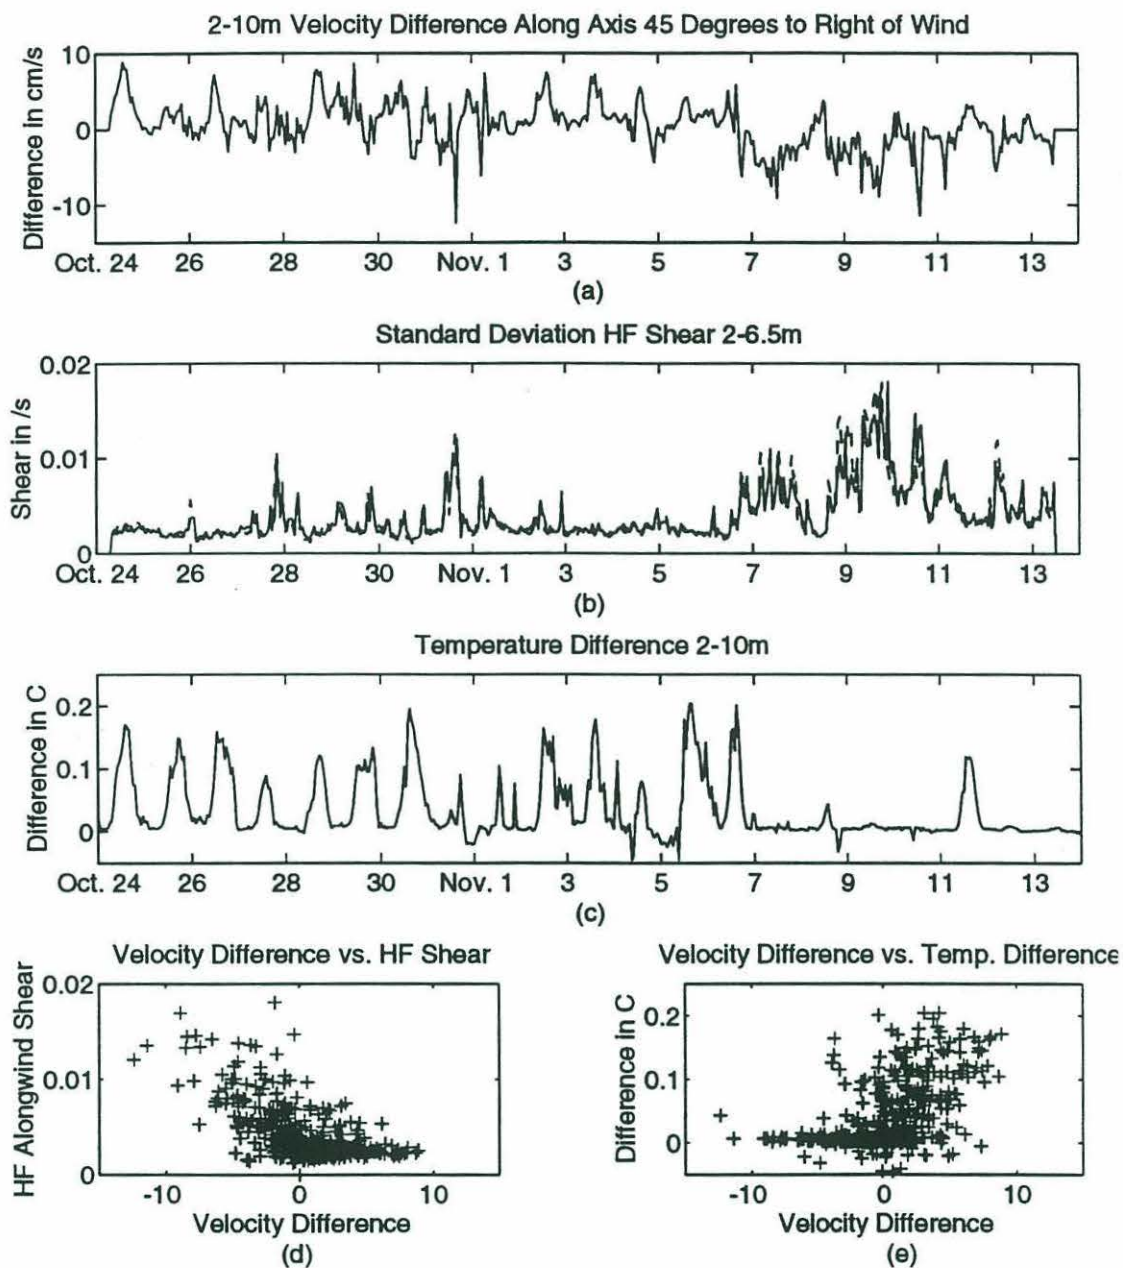 2-10m Velocity Difference Along Axis 45 Degrees to Right of Wind
Difference in cm/s
10
0
-10
Oct. 24 26 28 30 Nov. 1 3 5 7 9 11 13
(a)
Standard Deviation HF Shear 2-6.5m
Shear in /s
0.02
0.01
0
Oct. 24 26 28 30 Nov. 1 3 5 7 9 11 13
(b)
Temperature Difference 2-10m
Difference in C
0.2
0.1
0
Oct. 24 26 28 30 Nov. 1 3 5 7 9 11 13
(c)
Velocity Difference vs. HF Shear
HF Alongwind Shear
0.02
0.01
0
-10 0 10
Velocity Difference
(d)
Velocity Difference vs. Temp. Difference
Difference in C
0.2
0.1
0
-10 0 10
Velocity Difference
(e)